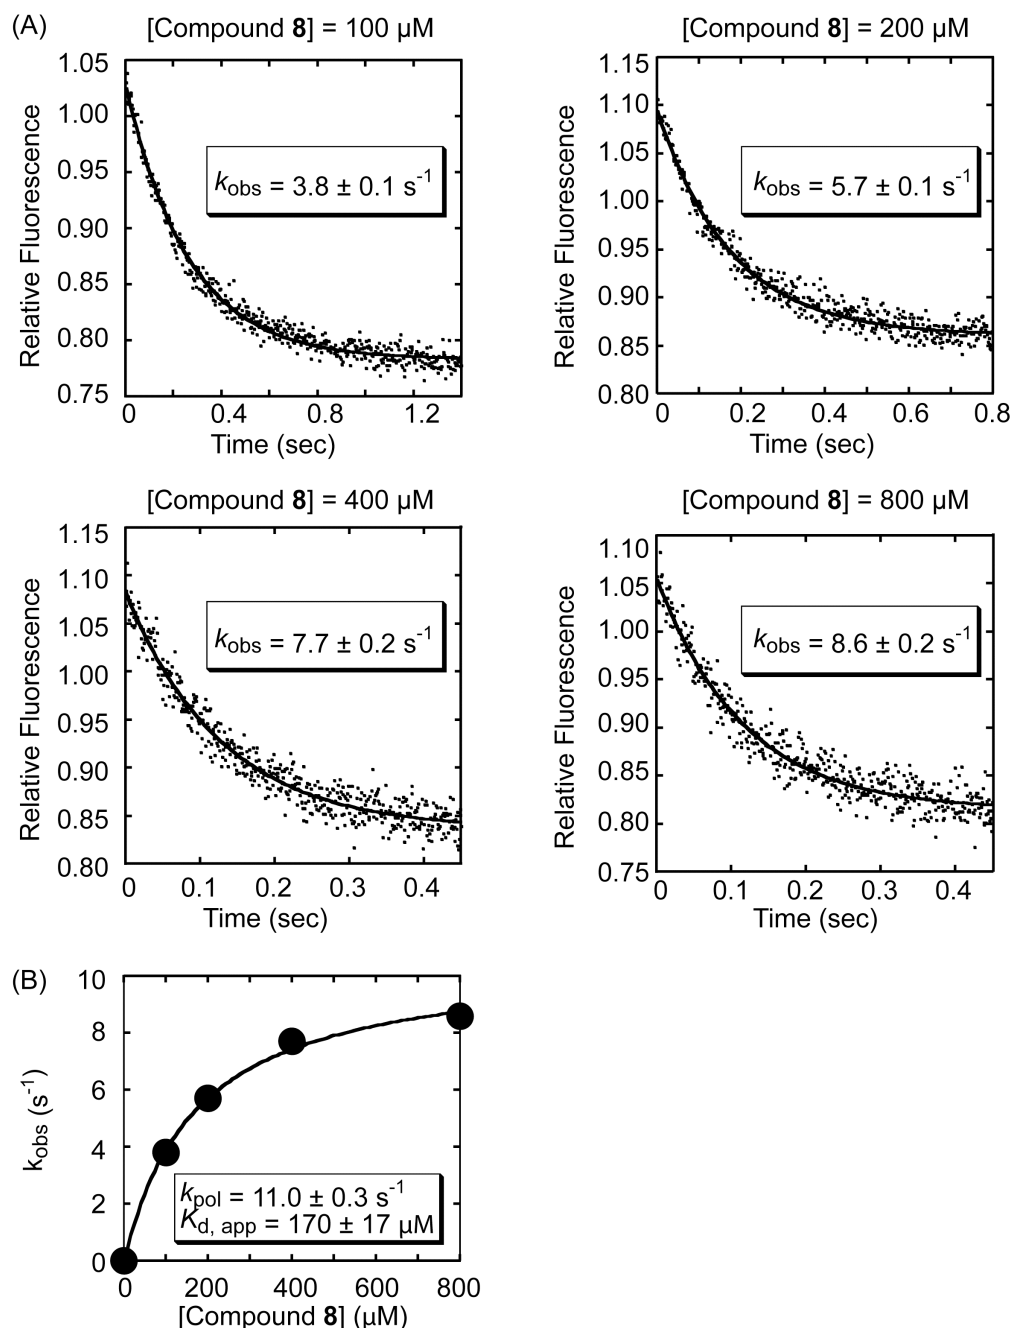 (A)
[Compound 8] = 100 µM
1.05
1.00
0.95
0.90
0.85
0.80
0.75
Relative Fluorescence
kobs = 3.8 ± 0.1 s-1
0 0.4 0.8 1.2
Time (sec)
[Compound 8] = 200 µM
1.15
1.10
1.05
1.00
0.95
0.90
0.85
0.80
Relative Fluorescence
kobs = 5.7 ± 0.1 s-1
0 0.2 0.4 0.6 0.8
Time (sec)
[Compound 8] = 400 µM
1.15
1.10
1.05
1.00
0.95
0.90
0.85
0.80
Relative Fluorescence
kobs = 7.7 ± 0.2 s-1
0 0.1 0.2 0.3 0.4
Time (sec)
[Compound 8] = 800 µM
1.10
1.05
1.00
0.95
0.90
0.85
0.80
0.75
Relative Fluorescence
kobs = 8.6 ± 0.2 s-1
0 0.1 0.2 0.3 0.4
Time (sec)
(B)
10
8
6
4
2
0
kobs (s-1)
kpol = 11.0 ± 0.3 s-1
Kd, app = 170 ± 17 µM
0 200 400 600 800
[Compound 8] (µM)